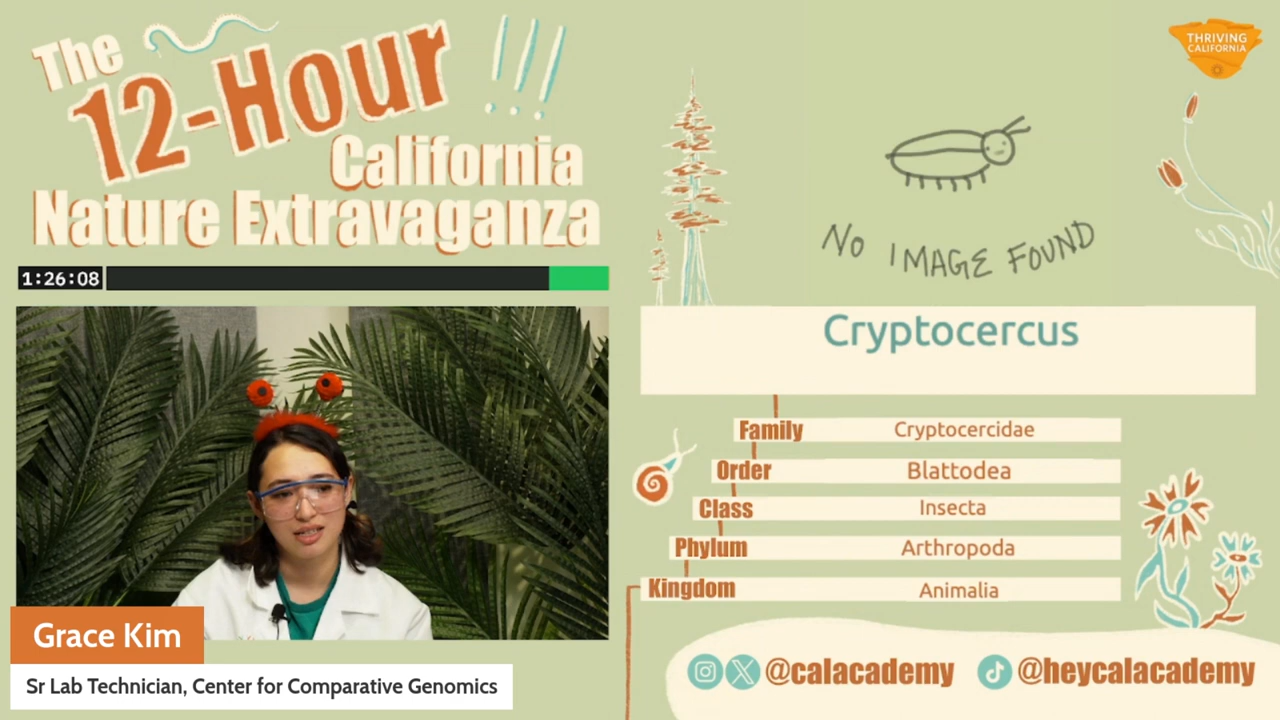 The
12-Hour !!!
California
Nature Extravaganza
1:26:08
THRIVING
CALIFORNIA
NO IMAGE FOUND
Cryptocercus
Family Cryptocercidae
Order Blattodea
Class Insecta
Phylum Arthropoda
Kingdom Animalia
Grace Kim
Sr Lab Technician, Center for Comparative Genomics
@calacademy @heycalacademy